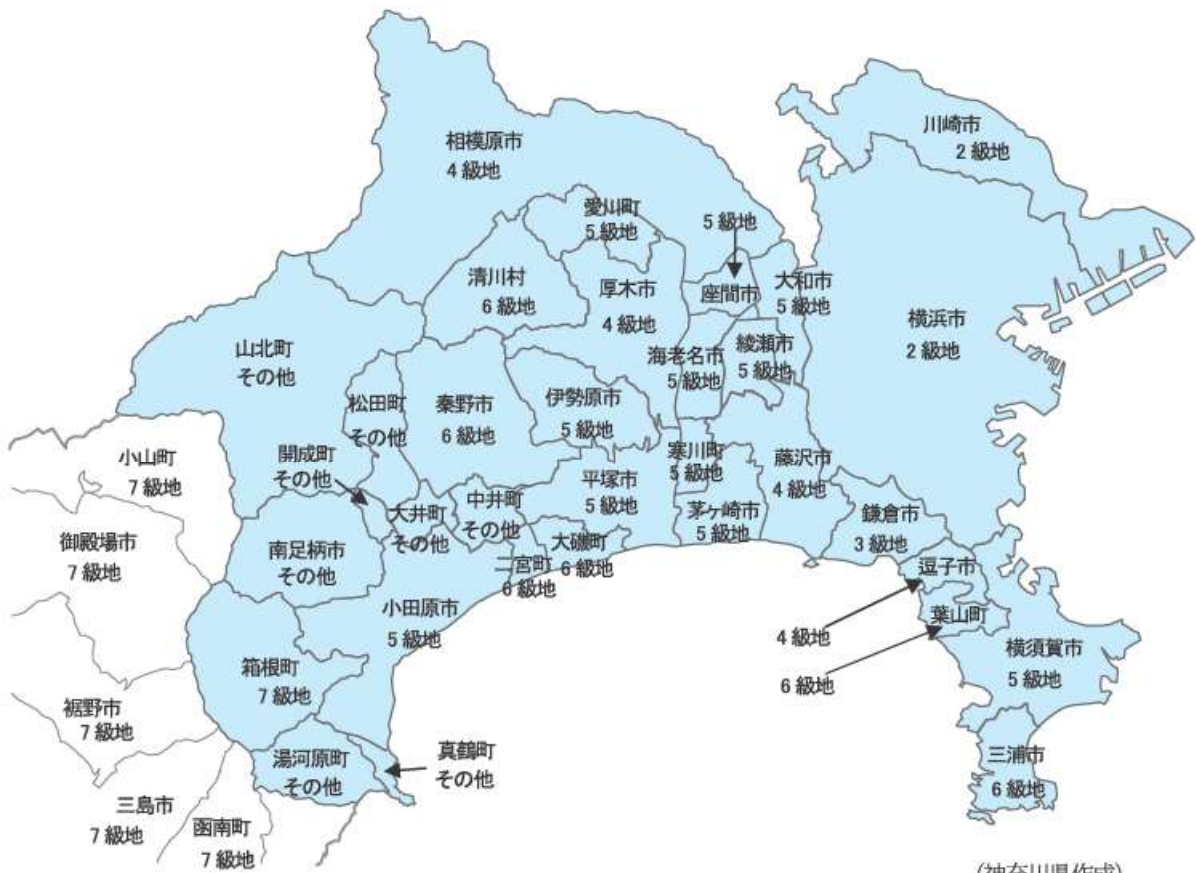 川崎市
2 級地
相模原市
4 級地
愛川町
5 級地
5 級地
清川村
6 級地
厚木市
4 級地
座間市
大和市
5 級地
横浜市
2 級地
山北町
その他
海老名市
5 級地
綾瀬市
5 級地
松田町
その他
秦野市
6 級地
伊勢原市
5 級地
小山町
7 級地
開成町
その他
寒川町
5 級地
藤沢市
4 級地
平塚市
5 級地
大井町
その他
中井町
その他
茅ヶ崎市
5 級地
鎌倉市
3 級地
御殿場市
7 級地
南足柄市
その他
大磯町
6 級地
二宮町
6 級地
逗子市
小田原市
5 級地
葉山町
4 級地
横須賀市
5 級地
箱根町
7 級地
6 級地
裾野市
7 級地
湯河原町
その他
真鶴町
その他
三浦市
6 級地
三島市
7 級地
函南町
7 級地
(神奈川県作成)